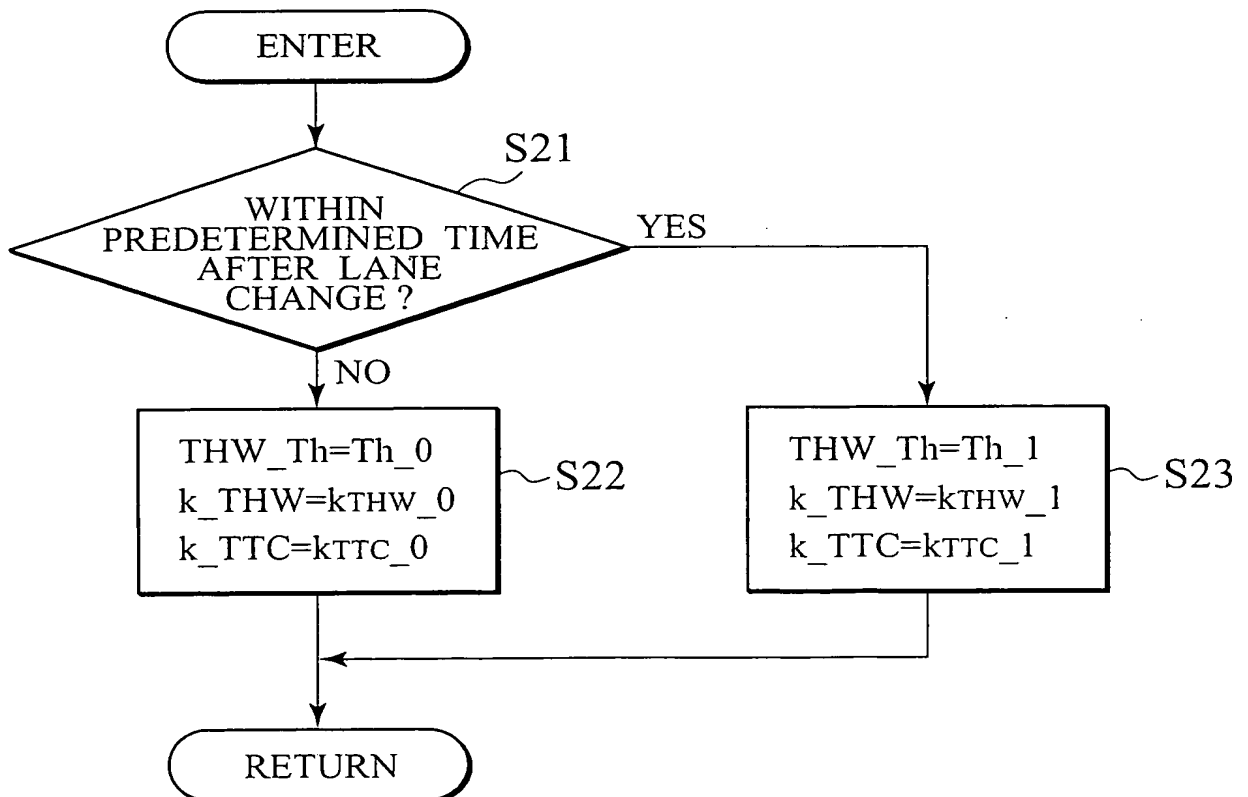 ENTER
S21
WITHIN
PREDETERMINED TIME
AFTER LANE
CHANGE ?
YES
NO
THW_Th=Th_0
k_THW=kTHW_0
k_TTC=kTTC_0
S22
THW_Th=Th_1
k_THW=kTHW_1
k_TTC=kTTC_1
S23
RETURN